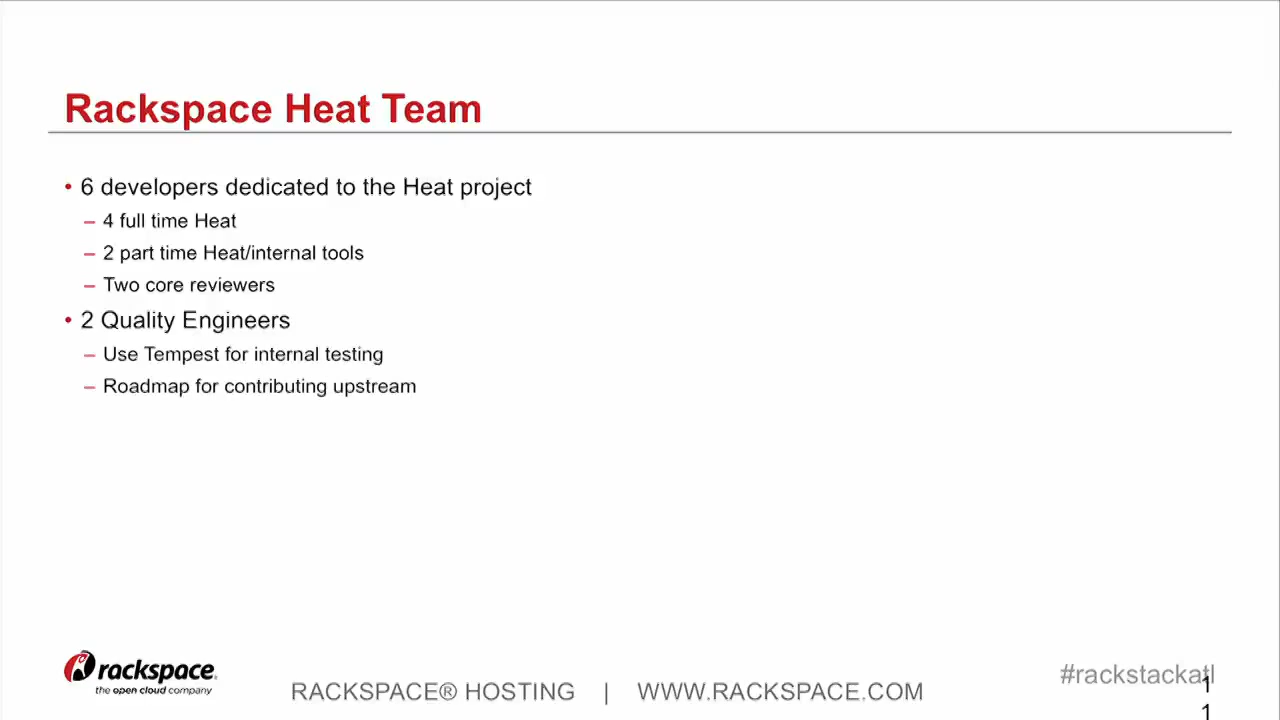 Rackspace Heat Team
• 6 developers dedicated to the Heat project
– 4 full time Heat
– 2 part time Heat/internal tools
– Two core reviewers
• 2 Quality Engineers
– Use Tempest for internal testing
– Roadmap for contributing upstream
rackspace.
the open cloud company
RACKSPACE® HOSTING | WWW.RACKSPACE.COM
#rackstackatl
1
1